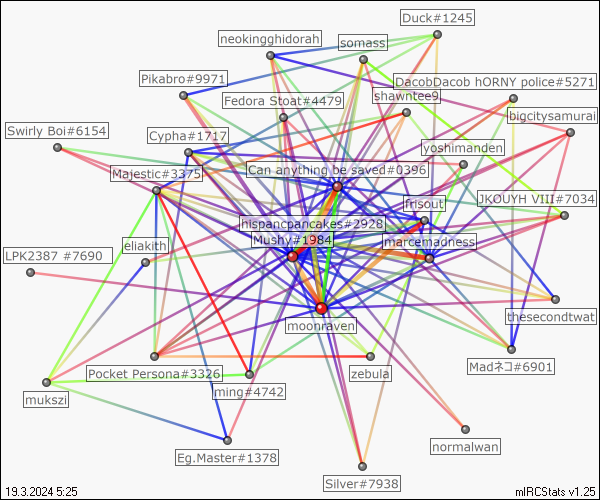 Duck#1245
neokingghidorah
somass
Pikabro#9971
DacobDacob hORNY police#5271
shawntee9
Fedora Stoat#4479
bigcitysamurai
Swirly Boi#6154
Cypha#1717
yoshimanden
Can anything be saved#0396
Majestic#3375
JKOUYH VIII#7034
frisout
hispancpancakes#2928
Mushy#1984
marcemadness
eliakith
LPK2387 #7690
thesecondtwat
moonraven
Madネコ#6901
Pocket Persona#3326
zebula
ming#4742
mukszi
normalwan
Eg.Master#1378
Silver#7938
19.3.2024 5:25
mIRCStats v1.25